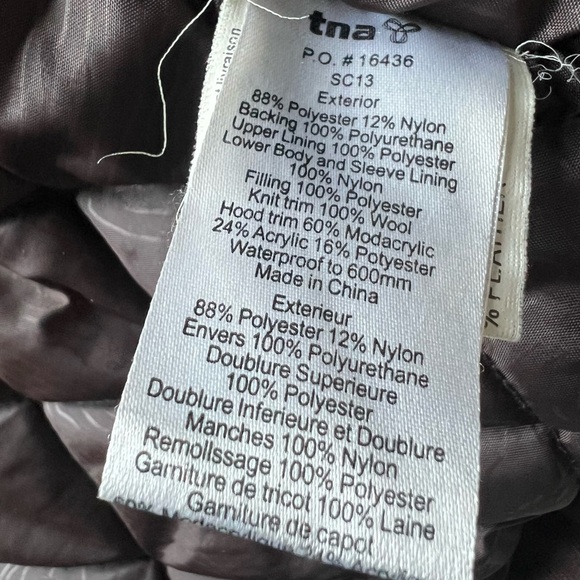 tna
P.O. # 16436
SC13
Exterior
88% Polyester 12% Nylon
Backing 100% Polyurethane
Upper Lining 100% Polyester
Lower Body and Sleeve Lining
100% Nylon
Filling 100% Polyester
Knit trim 100% Wool
Hood trim 60% Modacrylic
24% Acrylic 16% Polyester
Waterproof to 600mm
Made in China
Exterieur
88% Polyester 12% Nylon
Envers 100% Polyurethane
Doublure Superieure
100% Polyester
Doublure Inferieure et Doublure
Manches 100% Nylon
Remollssage 100% Polyester
Garniture de tricot 100% Laine
Garniture de capot
livraison
% FEATHER